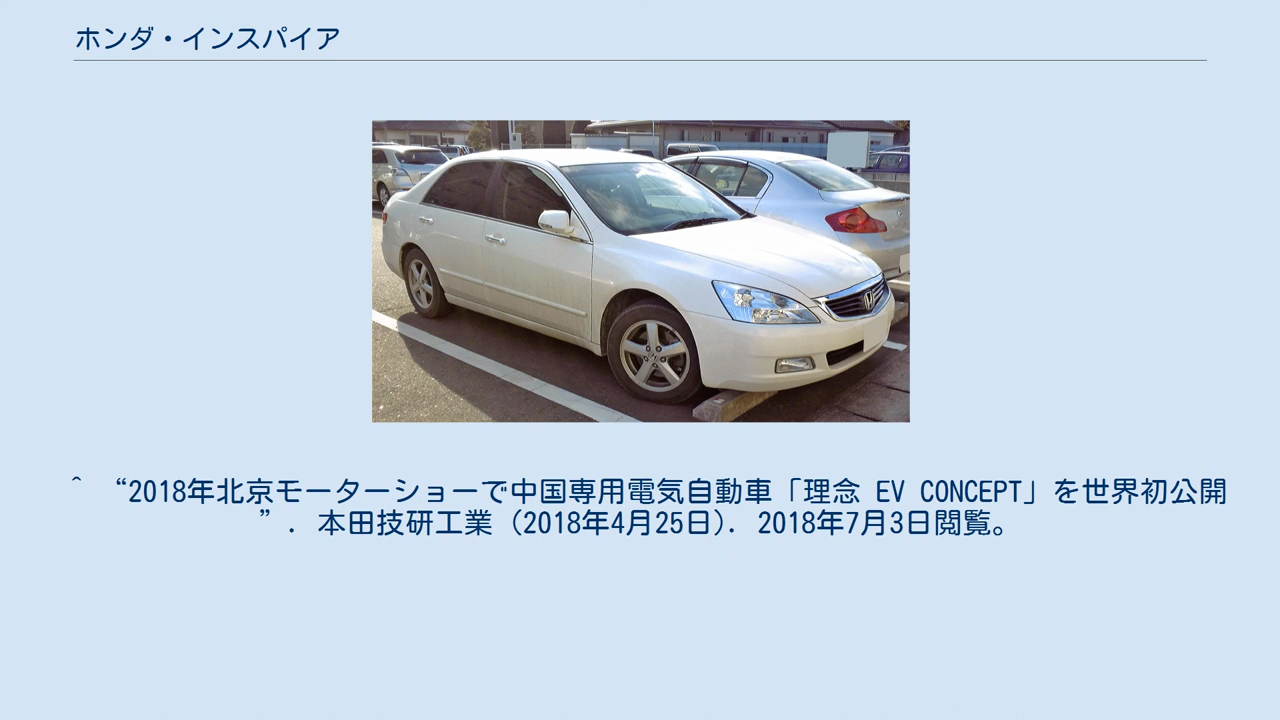 ホンダ・インスパイア
^ “2018年北京モーターショーで中国専用電気自動車「理念 EV CONCEPT」を世界初公開
”. 本田技研工業 (2018年4月25日). 2018年7月3日閲覧。